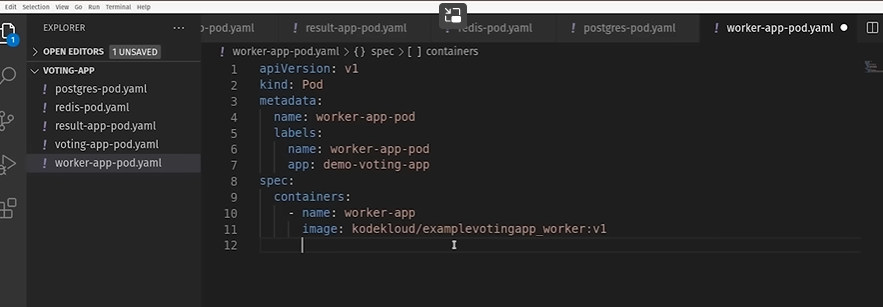 Edit Selection View Go Run Terminal Help
EXPLORER ···
OPEN EDITORS 1 UNSAVED
VOTING-APP
! postgres-pod.yaml
! redis-pod.yaml
! result-app-pod.yaml
! voting-app-pod.yaml
! worker-app-pod.yaml
1
-pod.yaml
! result-app-pod.yaml
redis-pod.yaml
! postgres-pod.yaml
! worker-app-pod.yaml ●
! worker-app-pod.yaml > {} spec > [ ] containers
1 apiVersion: v1
2 kind: Pod
3 metadata:
4 name: worker-app-pod
5 labels:
6 name: worker-app-pod
7 app: demo-voting-app
8 spec:
9 containers:
10 - name: worker-app
11 image: kodekloud/examplevotingapp_worker:v1
12